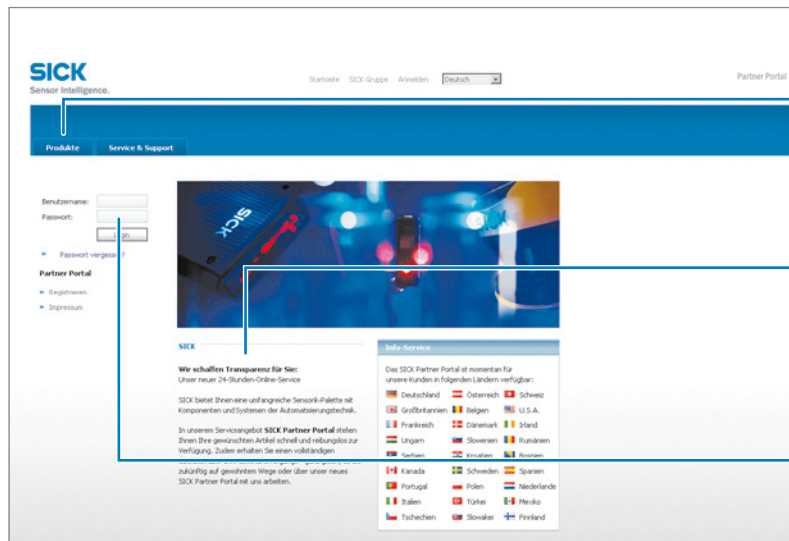 SICK
Sensor Intelligence.
Startseite SICK Gruppe Anmelden Deutsch
Partner Portal
Produkte Service & Support
Benutzername:
Passwort:
Login
Passwort vergessen?
Partner Portal
Registrieren
Impressum
SICK
SICK
SICK
Wir schaffen Transparenz für Sie:
Unser neuer 24-Stunden-Online-Service
SICK bietet Ihnen eine umfangreiche Sensorik-Palette mit
Komponenten und Systemen der Automatisierungstechnik.
In unserem Serviceangebot SICK Partner Portal stehen
Ihnen Ihre gewünschten Artikel schnell und reibungslos zur
Verfügung. Zudem erhalten Sie einen vollständigen
zukünftig auf gewohntem Wege oder über unser neues
SICK Partner Portal mit uns arbeiten.
Info-Service
Das SICK Partner Portal ist momentan für
unsere Kunden in folgenden Ländern verfügbar:
Deutschland Österreich Schweiz
Großbritannien Belgien U.S.A.
Frankreich Dänemark Irland
Ungarn Slowenien Rumänien
Serbien Kroatien Bosnien
Kanada Schweden Spanien
Portugal Polen Niederlande
Italien Türkei Mexiko
Tschechien Slowakei Finnland